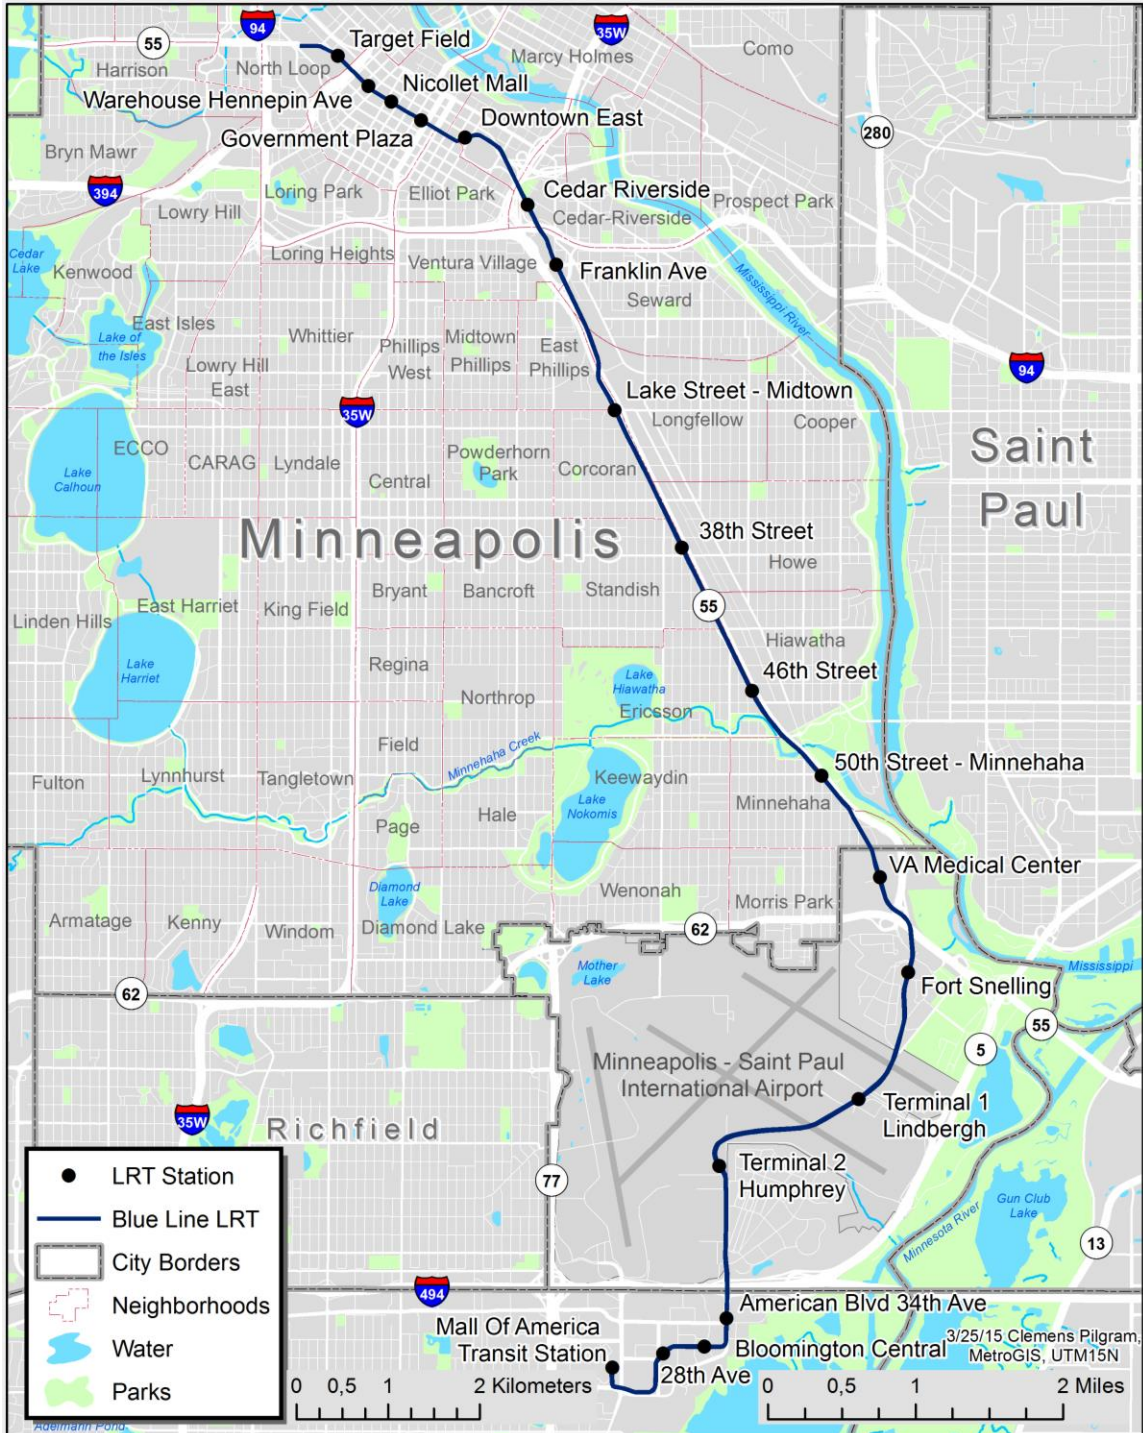 94
55
35W
Como
Target Field
Marcy Holmes
Harrison
North Loop
Nicollet Mall
Warehouse Hennepin Ave
Downtown East
Government Plaza
280
Bryn Mawr
394
Loring Park
Elliot Park
Cedar Riverside
Prospect Park
Lowry Hill
Cedar-Riverside
Cedar
Lake
Kenwood
Loring Heights
Ventura Village
Franklin Ave
Mississippi River
Seward
East Isles
Lake of
the Isles
Whittier
Phillips
West
Midtown
Phillips
East
Phillips
Lowry Hill
East
94
35W
Lake Street - Midtown
Longfellow
Cooper
Saint
Paul
ECCO
CARAG
Lyndale
Powderhorn
Park
Corcoran
Central
Lake
Calhoun
Minneapolis
38th Street
Howe
Bryant
Bancroft
Standish
55
East Harriet
King Field
Linden Hills
Hiawatha
Regina
Lake
Harriet
46th Street
Lake
Hiawatha
Northrop
Ericsson
Field
Minnehaha Creek
50th Street - Minnehaha
Fulton
Lynnhurst
Tangletown
Keewaydin
Lake
Nokomis
Minnehaha
Hale
Page
VA Medical Center
Diamond
Lake
Wenonah
Morris Park
Armatage
Kenny
Windom
Diamond Lake
62
Mother
Lake
Mississippi
Fort Snelling
62
55
5
Minneapolis - Saint Paul
International Airport
35W
Richfield
Terminal 1
Lindbergh
Terminal 2
Humphrey
77
Gun Club
Lake
Minnesota River
13
494
American Blvd 34th Ave
Mall Of America
Transit Station
Bloomington Central
28th Ave
3/25/15 Clemens Pilgram,
MetroGIS, UTM15N
LRT Station
Blue Line LRT
City Borders
Neighborhoods
Water
Parks
0 0,5 1 2 Kilometers
0 0,5 1 2 Miles
Adelmann Pond